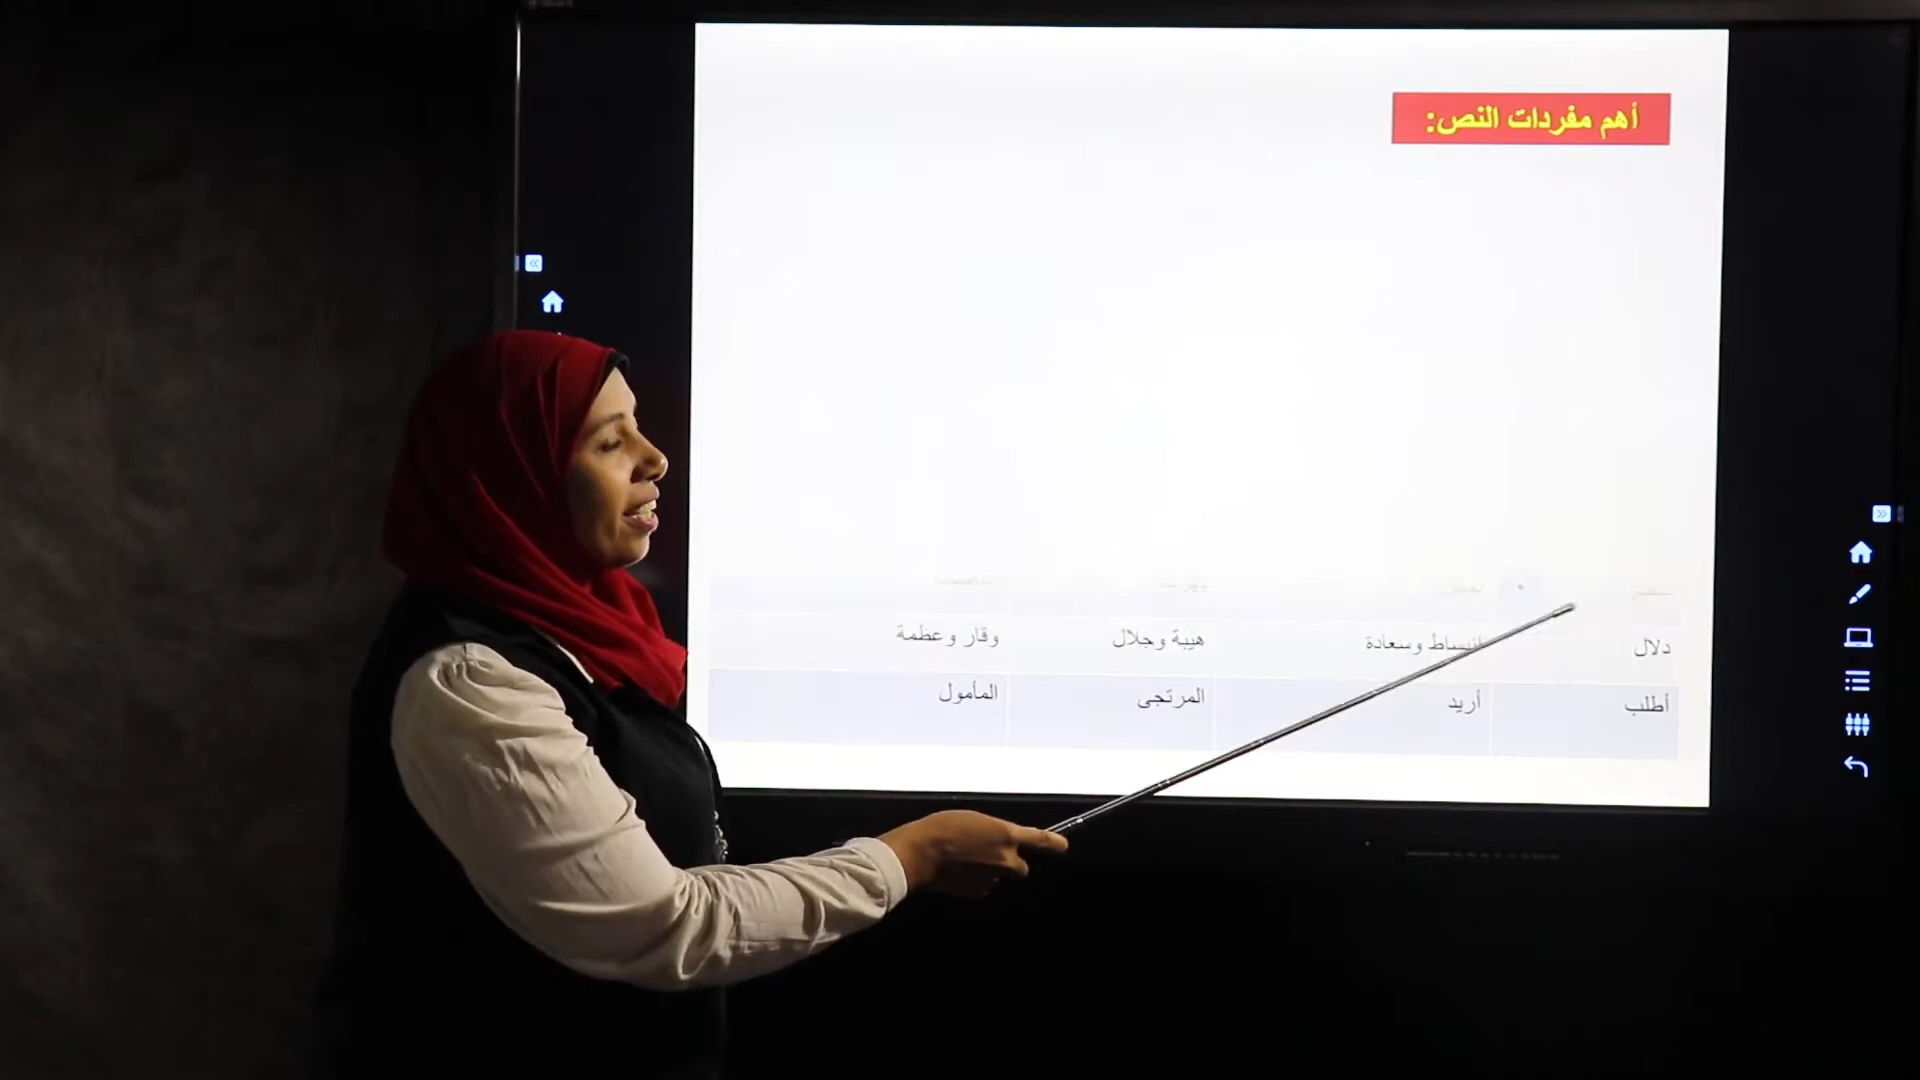 أهم مفردات النص:
دلال انبساط وسعادة هيبة وجلال وقار وعظمة
أطلب أريد المرتجى المأمول